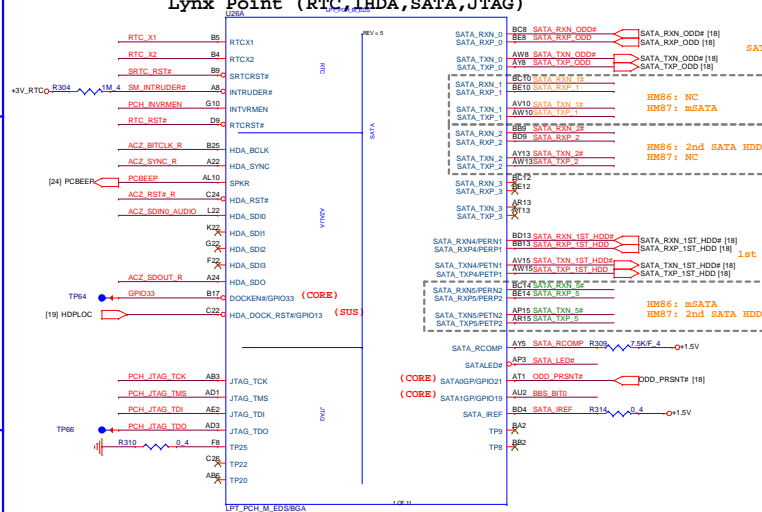 Lynx Point (RTC,IHDA,SATA,JTAG)
U26A
LPT_PCH_M_EDS
REV = 5
RTC_X1 B5 RTCX1
RTC_X2 B4 RTCX2
SRTC_RST# B9 SRTCRST#
+3V_RTC R304 1M_4 SM_INTRUDER# A8 INTRUDER#
PCH_INVRMEN G10 INTVRMEN
RTC_RST# D9 RTCRST#
RTC
ACZ_BITCLK_R B25 HDA_BCLK
ACZ_SYNC_R A22 HDA_SYNC
[24] PCBEEP PCBEEP AL10 SPKR
ACZ_RST#_R C24 HDA_RST#
ACZ_SDIN0_AUDIO L22 HDA_SDI0
K22 HDA_SDI1
G22 HDA_SDI2
F22 HDA_SDI3
ACZ_SDOUT_R A24 HDA_SDO
TP64 GPIO33 B17 DOCKEN#/GPIO33 (CORE)
[19] HDPLOC C22 HDA_DOCK_RST#/GPIO13 (SUS)
AZALIA
PCH_JTAG_TCK AB3 JTAG_TCK
PCH_JTAG_TMS AD1 JTAG_TMS
PCH_JTAG_TDI AE2 JTAG_TDI
TP66 PCH_JTAG_TDO AD3 JTAG_TDO
R310 0_4 F8 TP25
C26 TP22
AB6 TP20
JTAG
SATA
SATA_RXN_0 BC8 SATA_RXN_ODD# SATA_RXN_ODD# [18]
SATA_RXP_0 BE8 SATA_RXP_ODD SATA_RXP_ODD [18]
SATA_TXN_0 AW8 SATA_TXN_ODD# SATA_TXN_ODD# [18]
SATA_TXP_0 AY8 SATA_TXP_ODD SATA_TXP_ODD [18]
SAT
SATA_RXN_1 BC10 SATA_RXN_1#
SATA_RXP_1 BE10 SATA_RXP_1
SATA_TXN_1 AV10 SATA_TXN_1#
SATA_TXP_1 AW10 SATA_TXP_1
HM86: NC
HM87: mSATA
SATA_RXN_2 BB9 SATA_RXN_2#
SATA_RXP_2 BD9 SATA_RXP_2
SATA_TXN_2 AY13 SATA_TXN_2#
SATA_TXP_2 AW13 SATA_TXP_2
HM86: 2nd SATA HDD
HM87: NC
SATA_RXN_3 BC12
SATA_RXP_3 BE12
SATA_TXN_3 AR13
SATA_TXP_3 AT13
SATA_RXN4/PERN1 BD13 SATA_RXN_1ST_HDD# SATA_RXN_1ST_HDD# [18]
SATA_RXP4/PERP1 BB13 SATA_RXP_1ST_HDD SATA_RXP_1ST_HDD [18]
SATA_TXN4/PETN1 AV15 SATA_TXN_1ST_HDD# SATA_TXN_1ST_HDD# [18]
SATA_TXP4/PETP1 AW15 SATA_TXP_1ST_HDD SATA_TXP_1ST_HDD [18]
1st
SATA_RXN5/PERN2 BC14 SATA_RXN_5#
SATA_RXP5/PERP2 BE14 SATA_RXP_5
SATA_TXN5/PETN2 AP15 SATA_TXN_5#
SATA_TXP5/PETP2 AR15 SATA_TXP_5
HM86: mSATA
HM87: 2nd SATA HDD
SATA_RCOMP AY5 SATA_RCOMP R309 7.5K/F_4 +1.5V
SATALED# AP3 SATA_LED#
(CORE) SATA0GP/GPIO21 AT1 ODD_PRSNT# ODD_PRSNT# [18]
(CORE) SATA1GP/GPIO19 AU2 BBS_BIT0
SATA_IREF BD4 SATA_IREF R314 0_4 +1.5V
TP9 BA2
TP8 BB2
LPT_PCH_M_EDS/BGA
1 OF 11